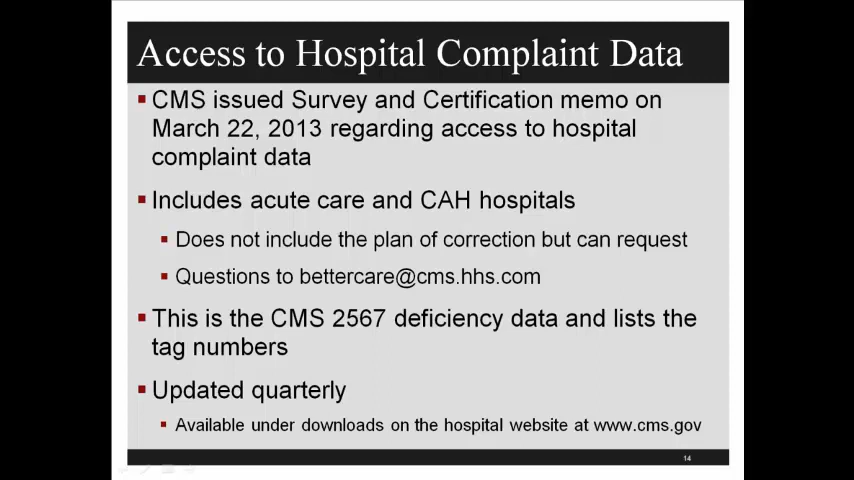 Access to Hospital Complaint Data
CMS issued Survey and Certification memo on
March 22, 2013 regarding access to hospital
complaint data
Includes acute care and CAH hospitals
Does not include the plan of correction but can request
Questions to bettercare@cms.hhs.com
This is the CMS 2567 deficiency data and lists the
tag numbers
Updated quarterly
Available under downloads on the hospital website at www.cms.gov
14